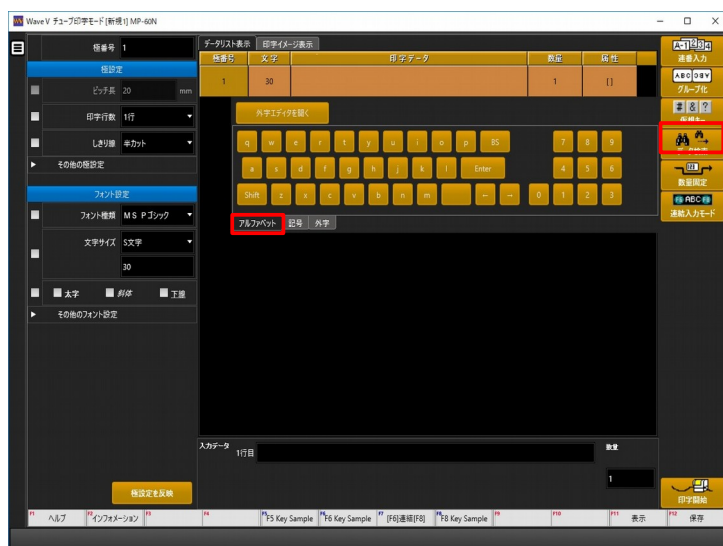 Wave V チューブ印字モード [新規1] MP-60N
極番号 1
極設定
ピッチ長 20 mm
印字行数 1行
しきり線 半カット
その他の極設定
フォント設定
フォント種類 MS Pゴシック
文字サイズ S文字
30
太字 斜体 下線
その他のフォント設定
極設定を反映
データリスト表示 印字イメージ表示
極番号 文字 印字データ 数量 属性
1 30 1 []
外字エディタを開く
q w e r t y u i o p BS 7 8 9
a s d f g h j k l Enter 4 5 6
Shift z x c v b n m ← → 0 1 2 3
アルファベット 記号 外字
入力データ 1行目 数量
1
A-1 2 3 4
連番入力
ABC DEF
グループ化
# & ?
数量固定
F6 ABC F8
連結入力モード
印字開始
F1 ヘルプ F2 インフォメーション F3 F4 F5 F5 Key Sample F6 F6 Key Sample F7 [F6]連結[F8] F8 F8 Key Sample F9 F10 F11 表示 F12 保存